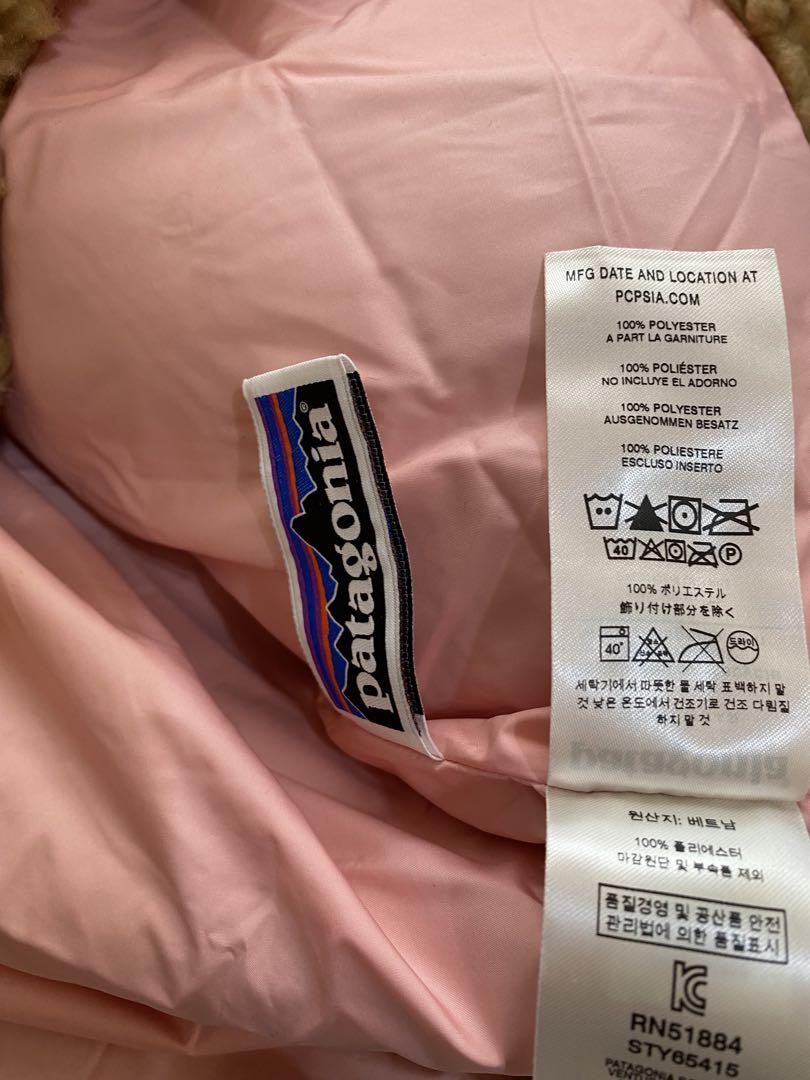 patagonia®
MFG DATE AND LOCATION AT
PCPSIA.COM
100% POLYESTER
A PART LA GARNITURE
100% POLIÉSTER
NO INCLUYE EL ADORNO
100% POLYESTER
AUSGENOMMEN BESATZ
100% POLIESTERE
ESCLUSO INSERTO
40 P
100% ポリエステル
飾り付け部分を除く
40° 드라이
세탁기에서 따뜻한 물 세탁 표백하지 말
것 낮은 온도에서 건조기로 건조 다림질
하지 말 것
patagonia
원산지: 베트남
100% 폴리에스터
마감원단 및 부속품 제외
품질경영 및 공산품 안전
관리법에 의한 품질표시
RN51884
STY65415
PATAGONIA